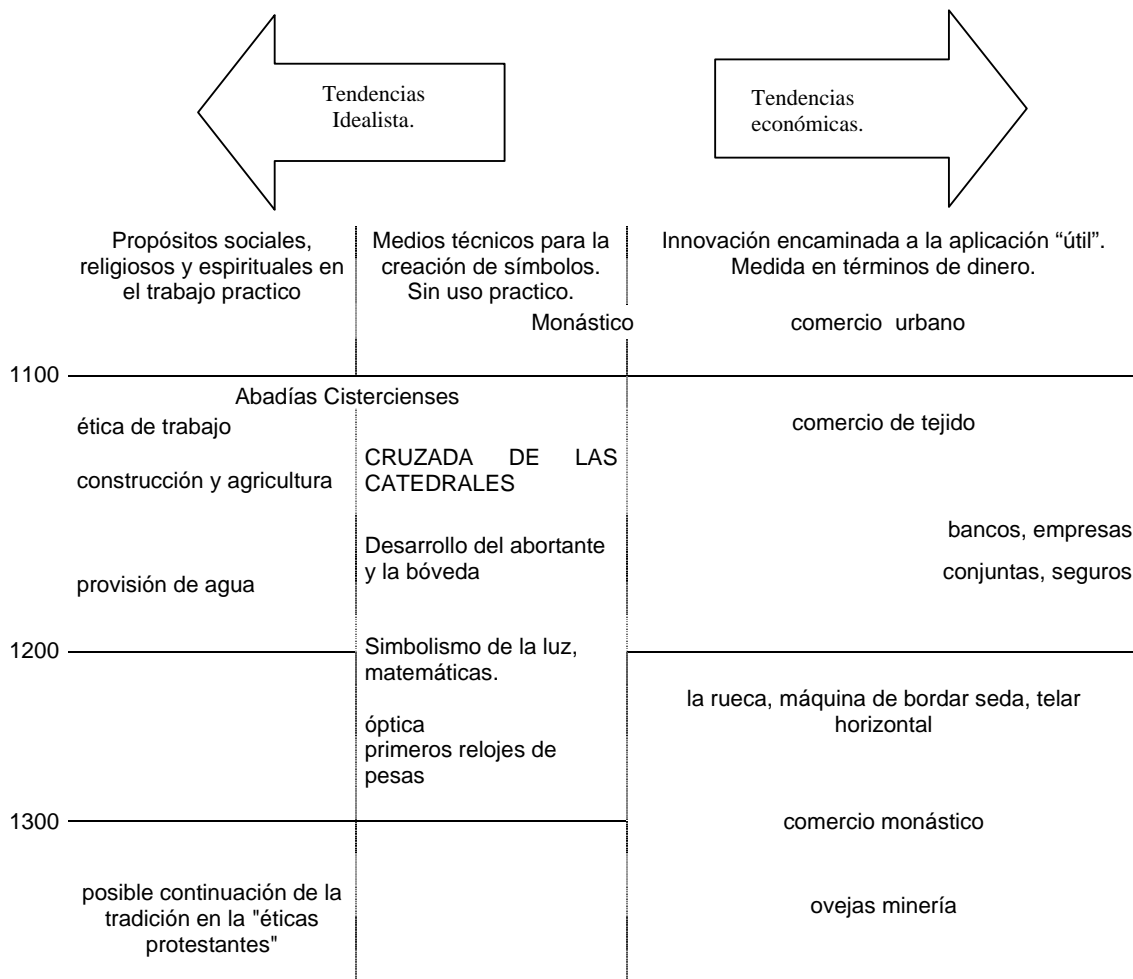 Tendencias
Idealista.
Tendencias
económicas.
Propósitos sociales,
religiosos y espirituales en
el trabajo practico
Medios técnicos para la
creación de símbolos.
Sin uso practico.
Innovación encaminada a la aplicación “útil”.
Medida en términos de dinero.
Monástico
comercio urbano
1100
Abadías Cistercienses
ética de trabajo
comercio de tejido
construcción y agricultura
CRUZADA DE LAS
CATEDRALES
Desarrollo del abortante
y la bóveda
bancos, empresas
conjuntas, seguros
provisión de agua
1200
Simbolismo de la luz,
matemáticas.
la rueca, máquina de bordar seda, telar
horizontal
óptica
primeros relojes de
pesas
1300
comercio monástico
posible continuación de la
tradición en la "éticas
protestantes"
ovejas minería